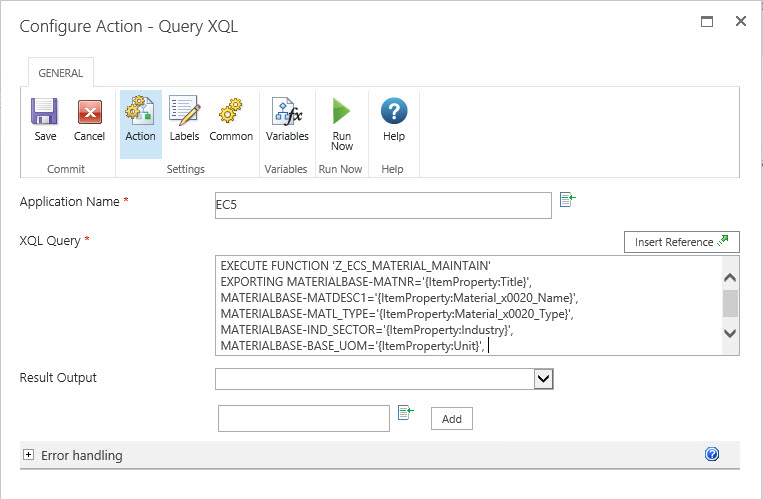 Configure Action - Query XQL
GENERAL
Save
Cancel
Action
Labels
Common
Variables
Run Now
Help
Commit
Settings
Variables
Run Now
Help
Application Name *
EC5
XQL Query *
Insert Reference
EXECUTE FUNCTION 'Z_ECS_MATERIAL_MAINTAIN'
EXPORTING MATERIALBASE-MATNR='{ItemProperty:Title}',
MATERIALBASE-MATDESC1='{ItemProperty:Material_x0020_Name}',
MATERIALBASE-MATL_TYPE='{ItemProperty:Material_x0020_Type}',
MATERIALBASE-IND_SECTOR='{ItemProperty:Industry}',
MATERIALBASE-BASE_UOM='{ItemProperty:Unit}',
Result Output
Add
Error handling